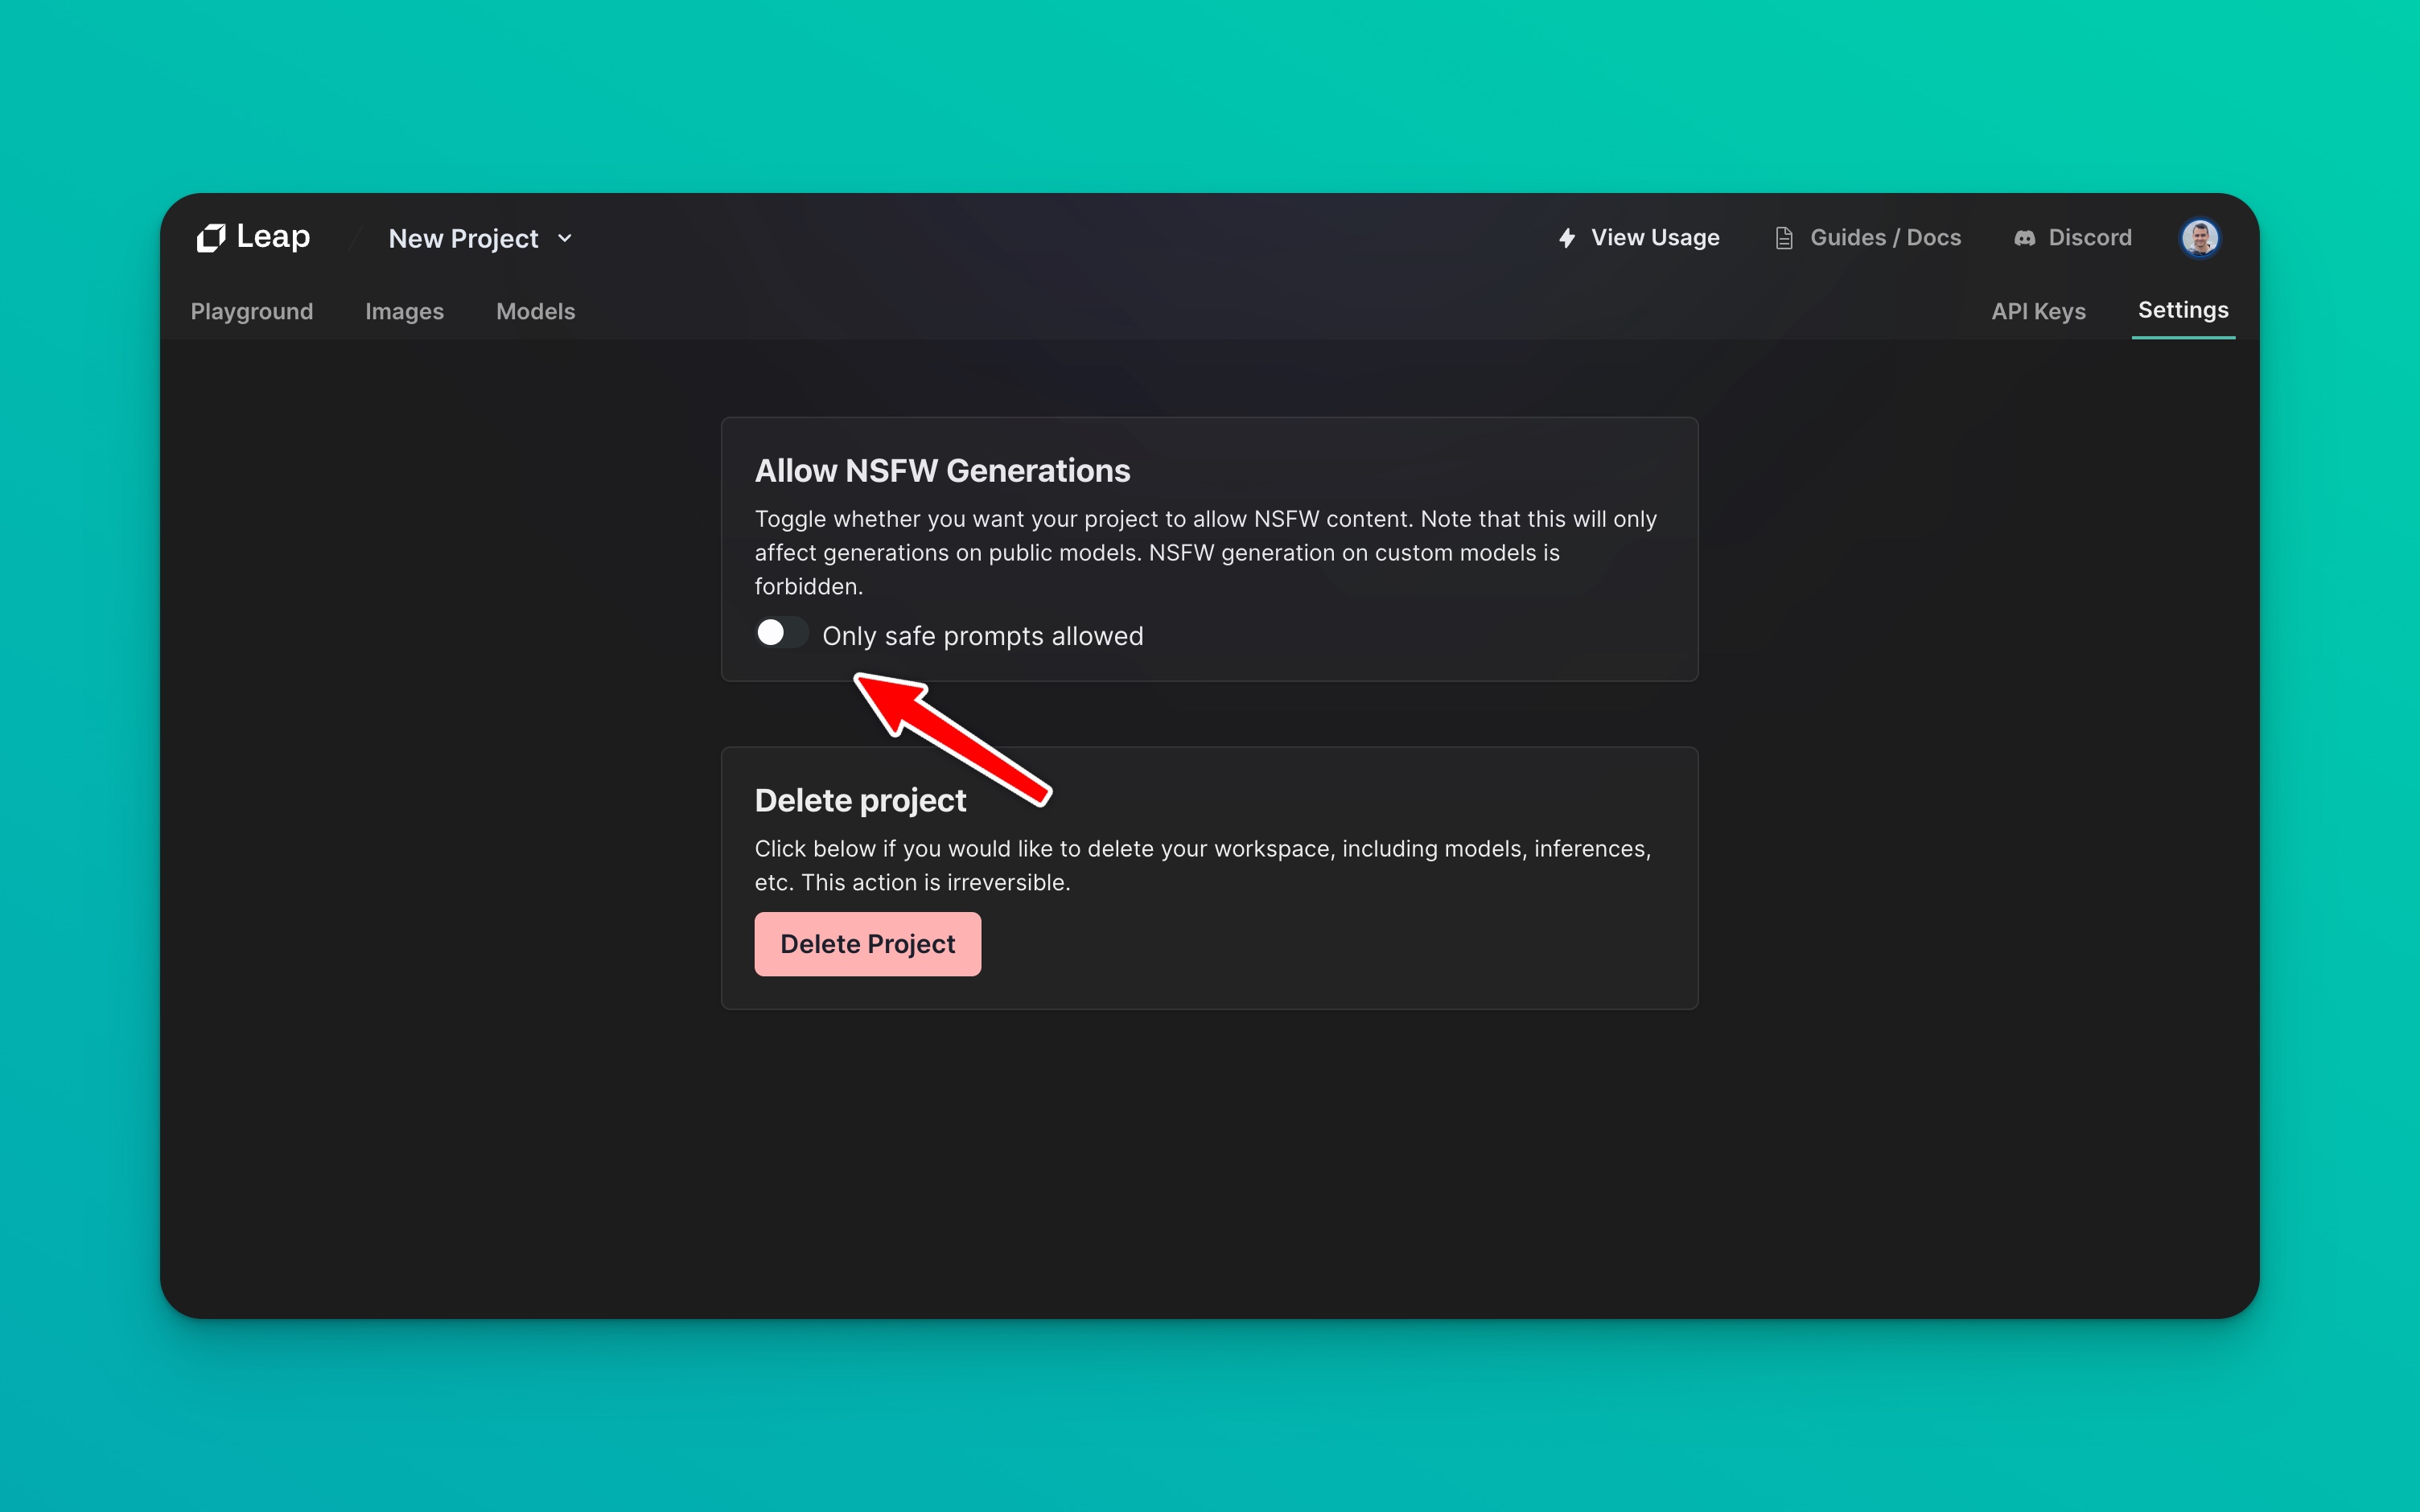 Leap
New Project
View Usage
Guides / Docs
Discord
Playground
Images
Models
API Keys
Settings
Allow NSFW Generations
Toggle whether you want your project to allow NSFW content. Note that this will only
affect generations on public models. NSFW generation on custom models is
forbidden.
Only safe prompts allowed
Delete project
Click below if you would like to delete your workspace, including models, inferences,
etc. This action is irreversible.
Delete Project